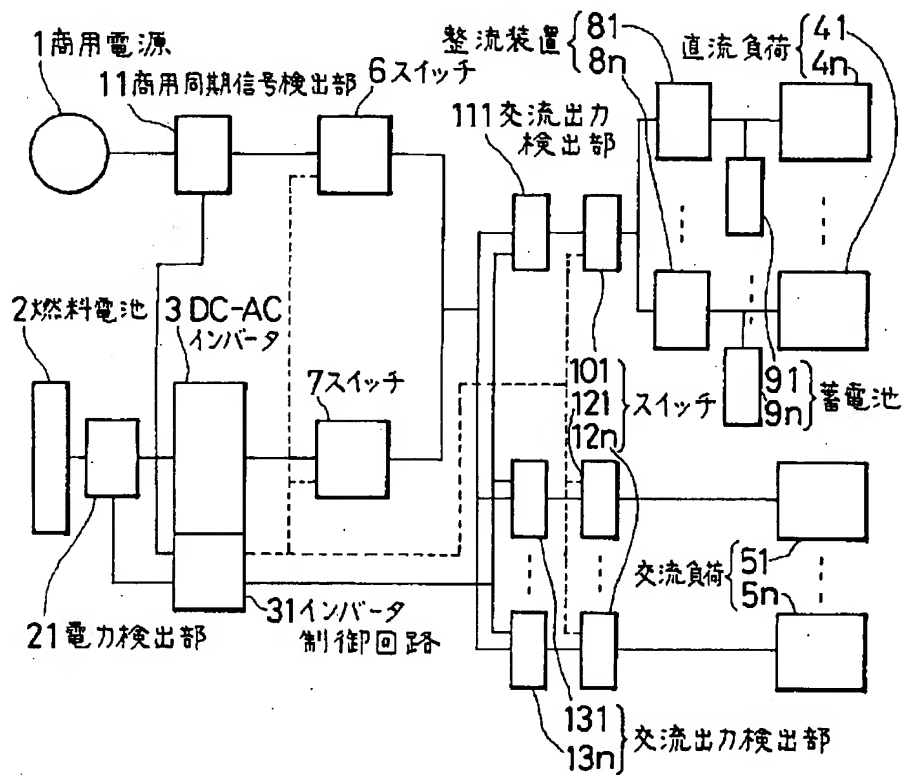 1商用電源
11商用同期信号検出部
6スイッチ
整流装置{81
8n
直流負荷{41
4n
111交流出力
検出部
2燃料電池
3 DC-AC
インバータ
7スイッチ
101
121}スイッチ
12n
91
9n}蓄電池
21電力検出部
31インバータ
制御回路
交流負荷{51
5n
131
13n}交流出力検出部